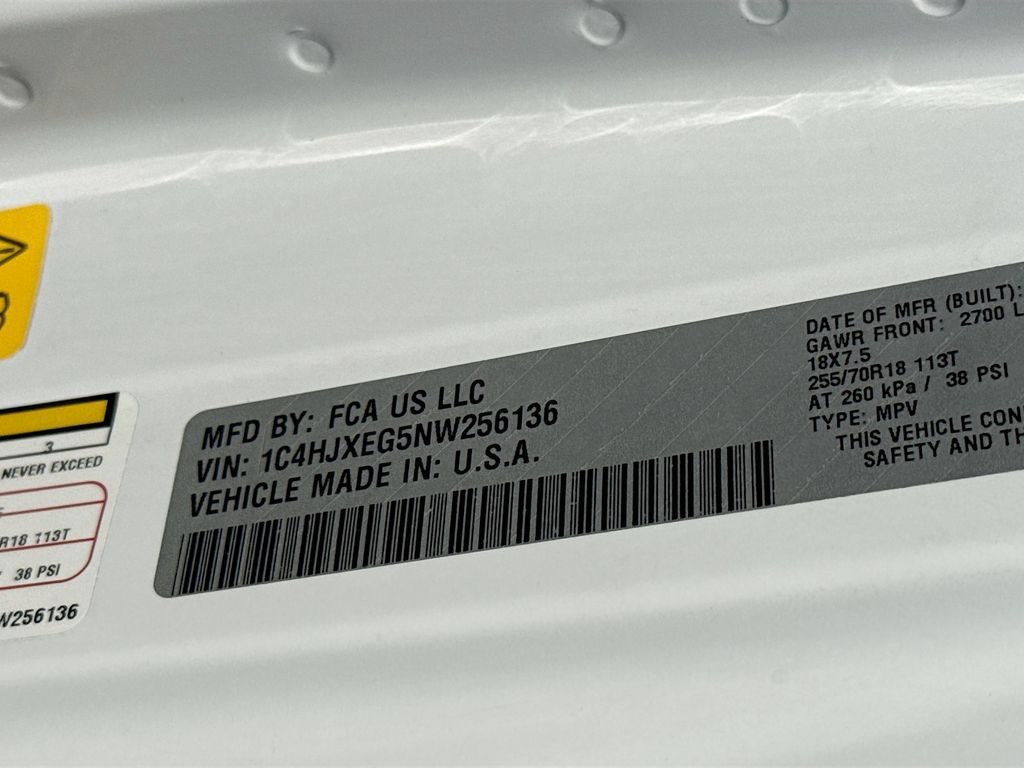 MFD BY: FCA US LLC
VIN: 1C4HJXEG5NW256136
VEHICLE MADE IN: U.S.A.
DATE OF MFR (BUILT):
GAWR FRONT: 2700 L
18X7.5
255/70R18 113T
AT 260 kPa / 38 PSI
TYPE: MPV
THIS VEHICLE CON
SAFETY AND TH
3
NEVER EXCEED
R18 113T
38 PSI
W256136